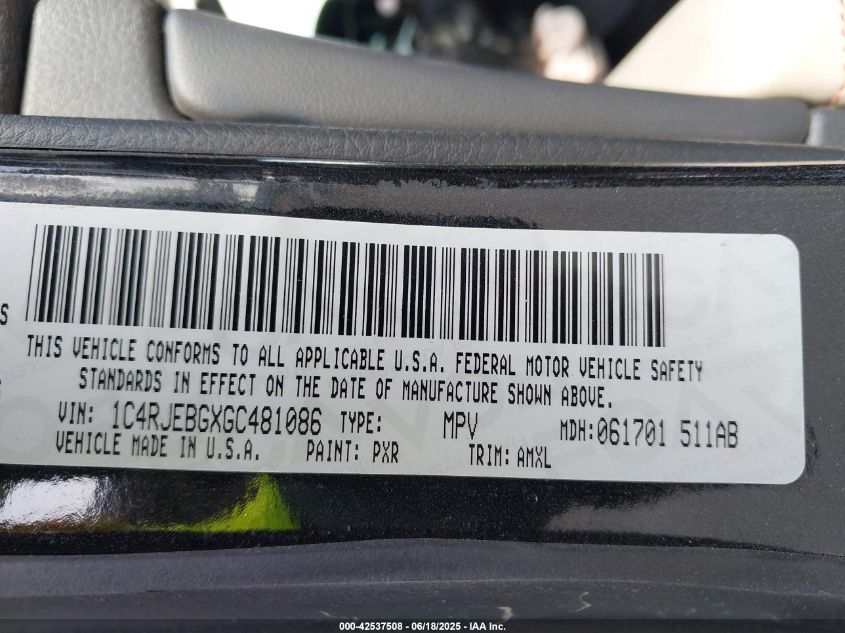 S
THIS VEHICLE CONFORMS TO ALL APPLICABLE U.S.A. FEDERAL MOTOR VEHICLE SAFETY
STANDARDS IN EFFECT ON THE DATE OF MANUFACTURE SHOWN ABOVE.
VIN: 1C4RJEBGXGC481086 TYPE: MPV MDH:061701 511AB
VEHICLE MADE IN U.S.A. PAINT: PXR TRIM: AMXL
000-42537508 - 06/18/2025 - IAA Inc.